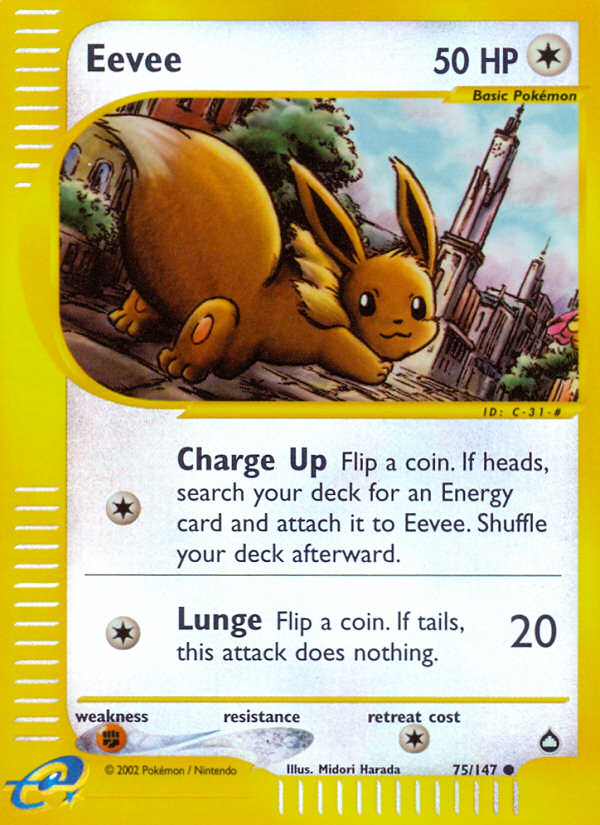 Eevee
50 HP
Basic Pokémon
ID: C-31-#
Charge Up Flip a coin. If heads,
search your deck for an Energy
card and attach it to Eevee. Shuffle
your deck afterward.
Lunge Flip a coin. If tails,
this attack does nothing.
20
weakness
resistance
retreat cost
© 2002 Pokémon / Nintendo
Illus. Midori Harada
75/147
e